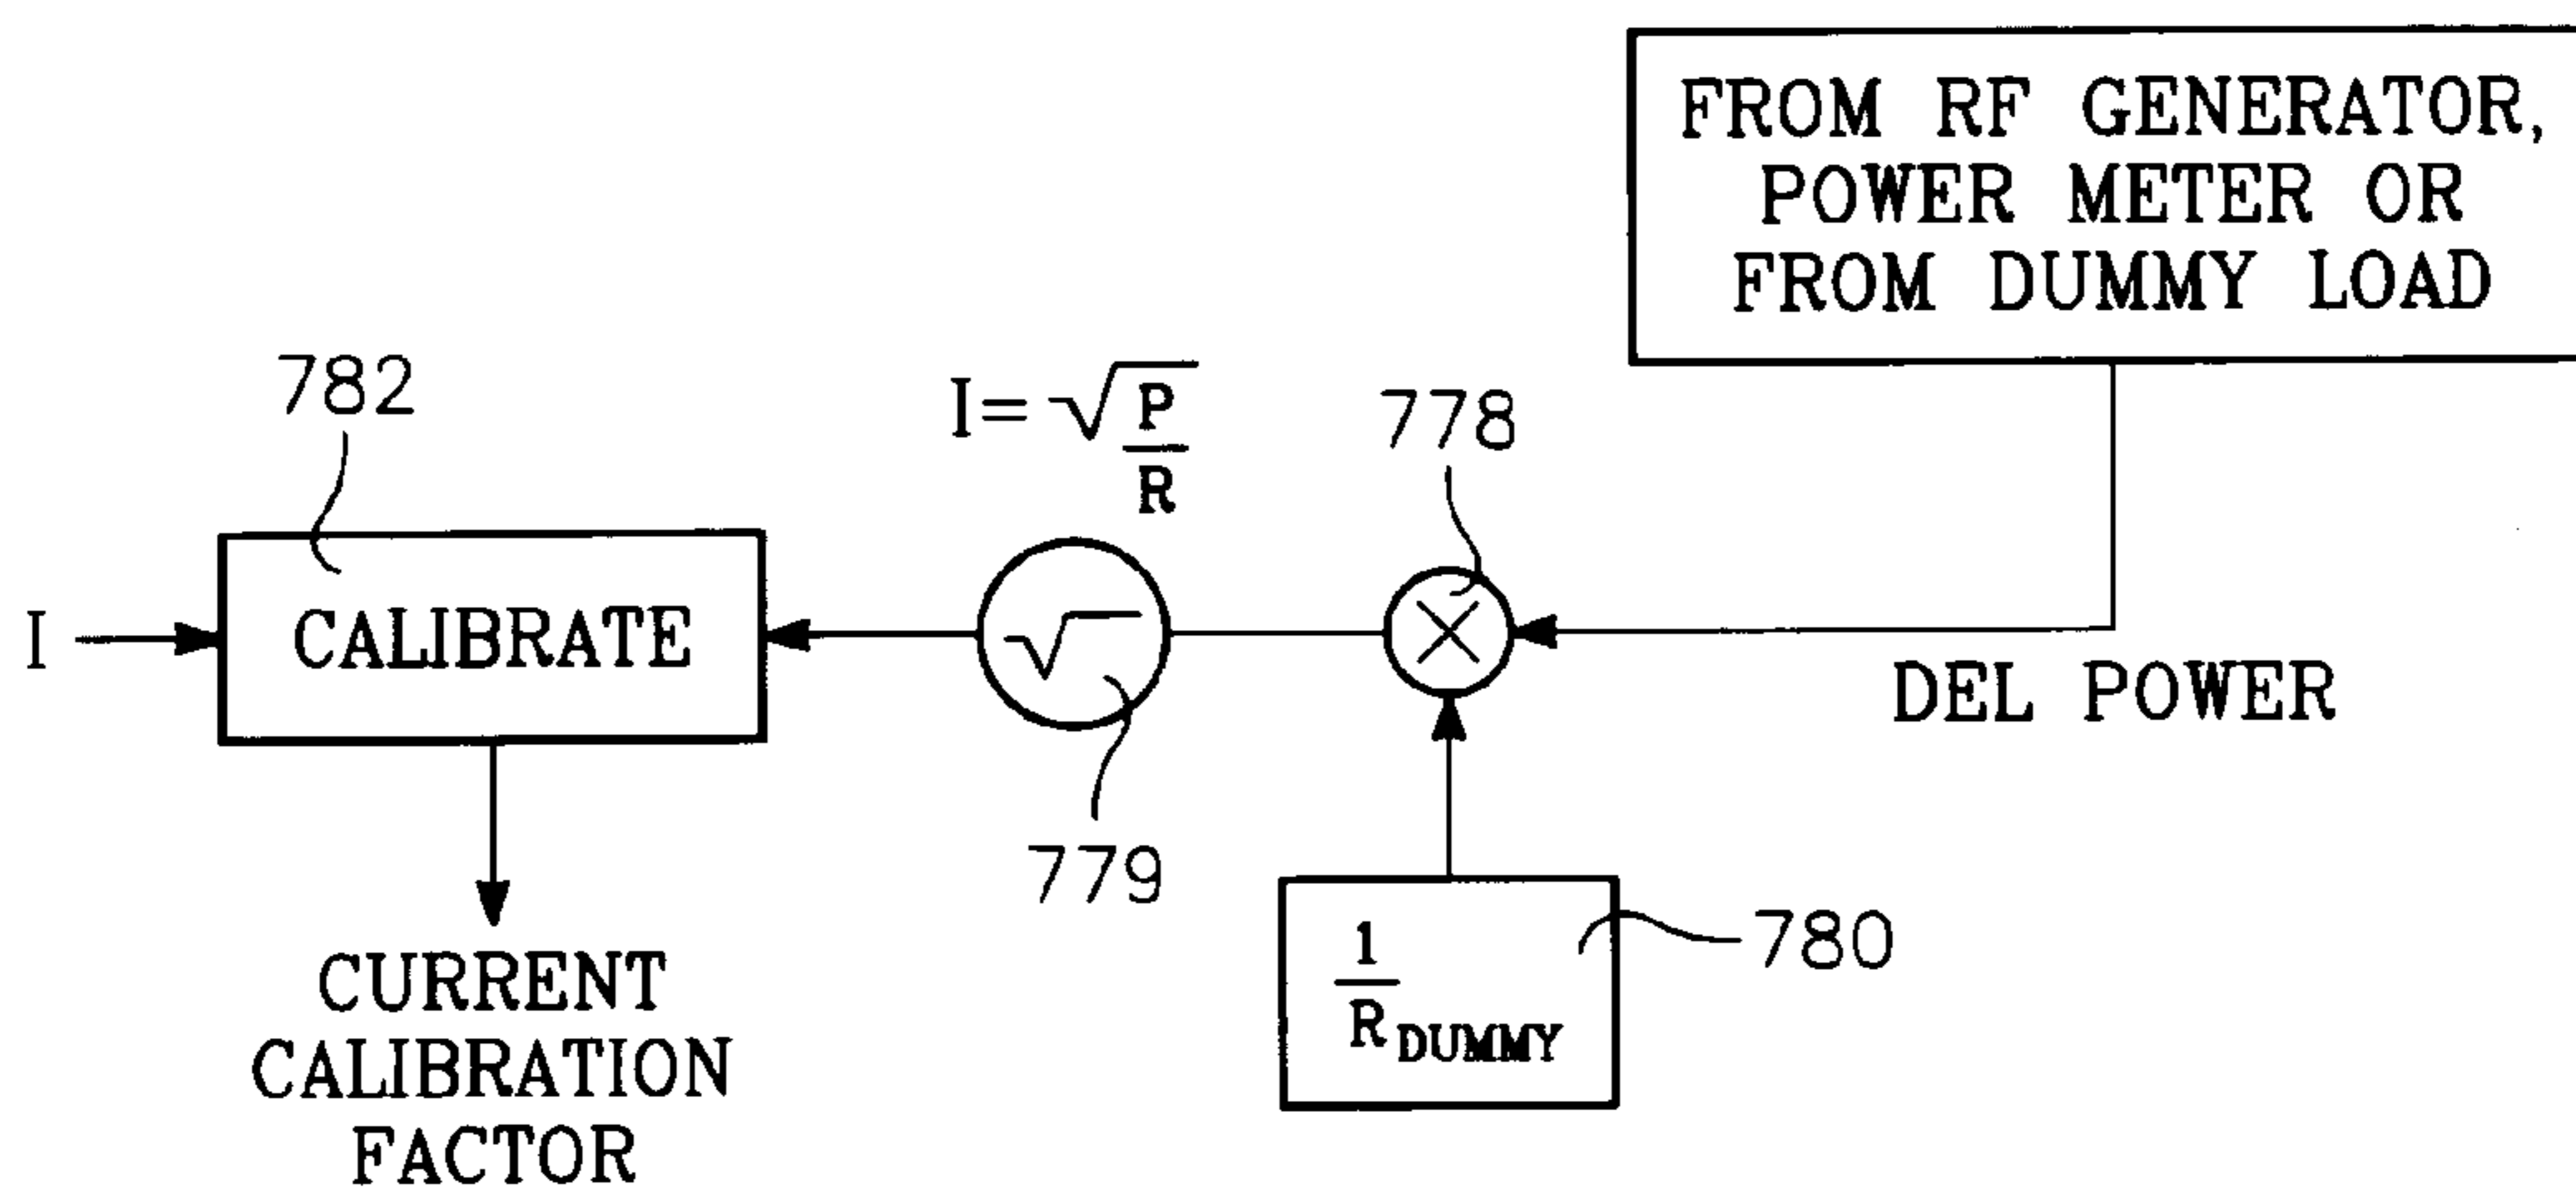 FROM RF GENERATOR,
POWER METER OR
FROM DUMMY LOAD
782
I=√P/R
778
I
CALIBRATE
√
×
DEL POWER
779
1/R DUMMY
780
CURRENT
CALIBRATION
FACTOR